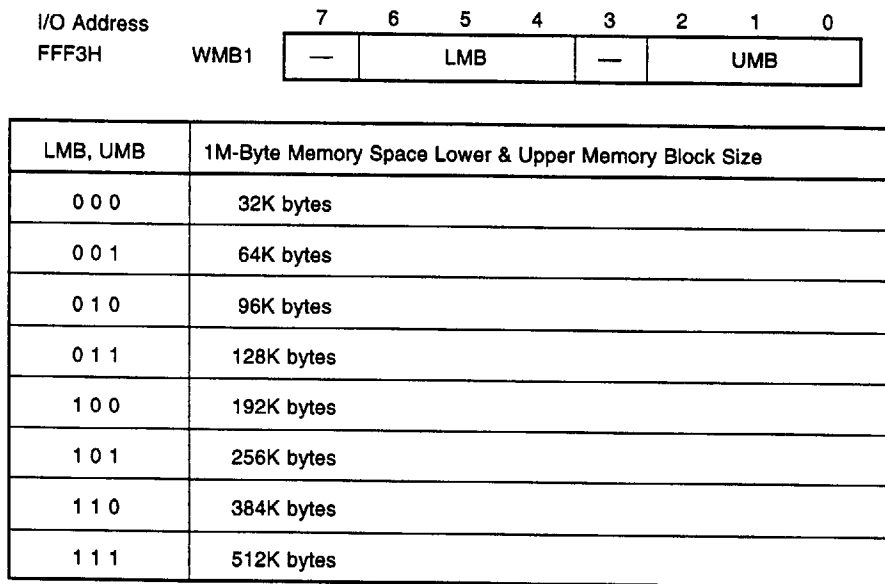 I/O Address 7 6 5 4 3 2 1 0
FFF3H WMB1 — LMB — UMB
LMB, UMB 1M-Byte Memory Space Lower & Upper Memory Block Size
0 0 0 32K bytes
0 0 1 64K bytes
0 1 0 96K bytes
0 1 1 128K bytes
1 0 0 192K bytes
1 0 1 256K bytes
1 1 0 384K bytes
1 1 1 512K bytes